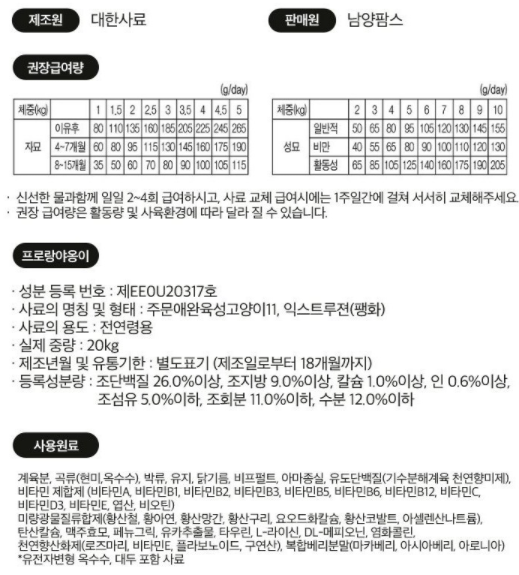 제조원 대한사료 판매원 남양팜스
권장급여량
(g/day)
체중(kg) 1 1,5 2 2,5 3 3,5 4 4,5 5
자묘 이유후 80 110 135 160 185 205 225 245 265
4~7개월 60 80 95 115 130 145 160 175 190
8~15개월 35 50 60 70 80 90 100 105 115
(g/day)
체중(kg) 2 3 4 5 6 7 8 9 10
성묘 일반적 50 65 80 95 105 120 130 145 155
비만 40 55 65 80 90 100 110 120 130
활동성 65 85 105 125 140 160 175 190 205
· 신선한 물과함께 일일 2~4회 급여하시고, 사료 교체 급여시에는 1주일간에 걸쳐 서서히 교체해주세요.
· 권장 급여량은 활동량 및 사육환경에 따라 달라 질 수 있습니다.
프로랑야옹이
· 성분 등록 번호 : 제EE0U20317호
· 사료의 명칭 및 형태 : 주문애완육성고양이11, 익스트루젼(팽화)
· 사료의 용도 : 전연령용
· 실제 중량 : 20kg
· 제조년월 및 유통기한 : 별도표기 (제조일로부터 18개월까지)
· 등록성분량 : 조단백질 26.0%이상, 조지방 9.0%이상, 칼슘 1.0%이상, 인 0.6%이상,
조섬유 5.0%이하, 조회분 11.0%이하, 수분 12.0%이하
사용원료
계육분, 곡류(현미,옥수수), 박류, 유지, 닭기름, 비프펄트, 아마종실, 유도단백질(가수분해계육 천연향미제),
비타민 제합제 (비타민A, 비타민B1, 비타민B2, 비타민B3, 비타민B5, 비타민B6, 비타민B12, 비타민C,
비타민D3, 비타민E, 엽산, 비오틴)
미량광물질류합제(황산철, 황아연, 황산망간, 황산구리, 요오드화칼슘, 황산코발트, 아셀렌산나트륨),
탄산칼슘, 맥주효모, 페뉴그릭, 유카추출물, 타우린, L-라이신, DL-메피오닌, 염화콜린,
천연향산화제(로즈마리, 비타민E, 플라보노이드, 구연산), 복합베리분말(마카베리, 아시아베리, 아로니아)
*유전자변형 옥수수, 대두 포함 사료